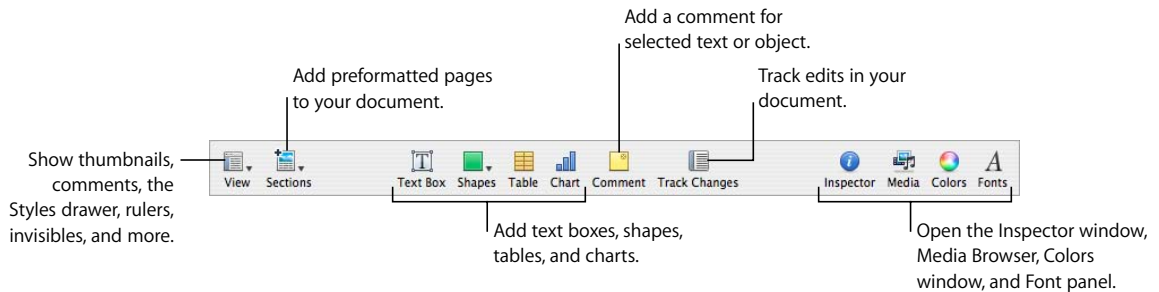 Add a comment for
selected text or object.
Add preformatted pages
to your document.
Track edits in your
document.
Show thumbnails,
comments, the
Styles drawer, rulers,
invisibles, and more.
View Sections Text Box Shapes Table Chart Comment Track Changes Inspector Media Colors Fonts
Add text boxes, shapes,
tables, and charts.
Open the Inspector window,
Media Browser, Colors
window, and Font panel.